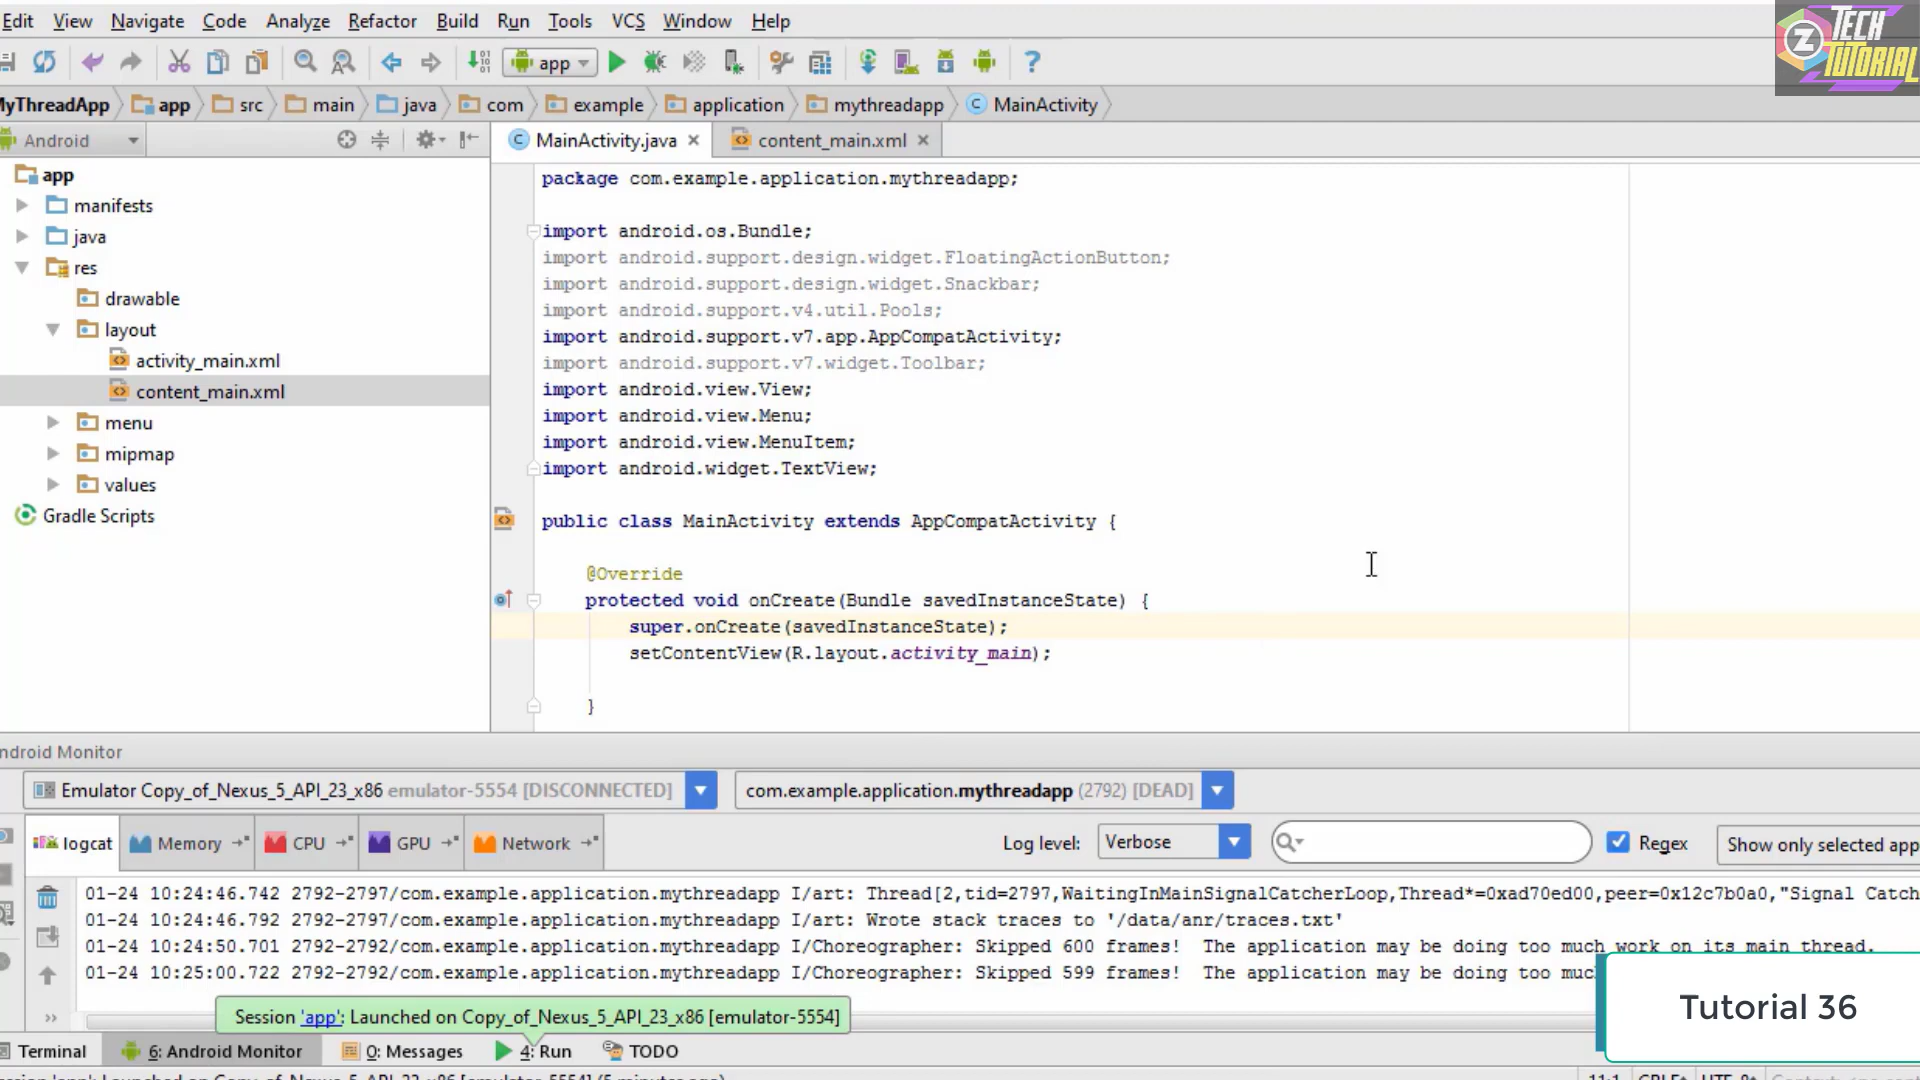 Edit View Navigate Code Analyze Refactor Build Run Tools VCS Window Help
Z TECH TUTORIAL
app
MyThreadApp app src main java com example application mythreadapp MainActivity
Android
MainActivity.java content_main.xml
app
manifests
java
res
drawable
layout
activity_main.xml
content_main.xml
menu
mipmap
values
Gradle Scripts
package com.example.application.mythreadapp;
import android.os.Bundle;
import android.support.design.widget.FloatingActionButton;
import android.support.design.widget.Snackbar;
import android.support.v4.util.Pools;
import android.support.v7.app.AppCompatActivity;
import android.support.v7.widget.Toolbar;
import android.view.View;
import android.view.Menu;
import android.view.MenuItem;
import android.widget.TextView;
public class MainActivity extends AppCompatActivity {
@Override
protected void onCreate(Bundle savedInstanceState) {
super.onCreate(savedInstanceState);
setContentView(R.layout.activity_main);
}
ndroid Monitor
Emulator Copy_of_Nexus_5_API_23_x86 emulator-5554 [DISCONNECTED] com.example.application.mythreadapp (2792) [DEAD]
logcat Memory CPU GPU Network Log level: Verbose Regex Show only selected app
01-24 10:24:46.742 2792-2797/com.example.application.mythreadapp I/art: Thread[2,tid=2797,WaitingInMainSignalCatcherLoop,Thread*=0xad70ed00,peer=0x12c7b0a0,"Signal Catch
01-24 10:24:46.792 2792-2797/com.example.application.mythreadapp I/art: Wrote stack traces to '/data/anr/traces.txt'
01-24 10:24:50.701 2792-2792/com.example.application.mythreadapp I/Choreographer: Skipped 600 frames! The application may be doing too much work on its main thread.
01-24 10:25:00.722 2792-2792/com.example.application.mythreadapp I/Choreographer: Skipped 599 frames! The application may be doing too muc
Session 'app': Launched on Copy_of_Nexus_5_API_23_x86 [emulator-5554]
Tutorial 36
Terminal 6: Android Monitor 0: Messages 4: Run TODO